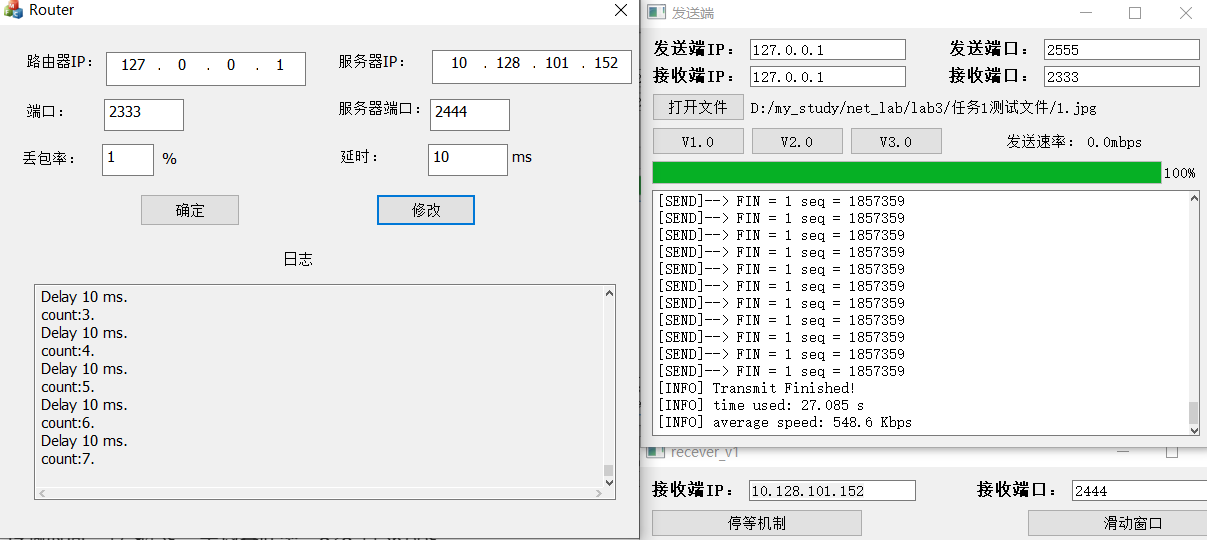 Router
路由器IP： 127 . 0 . 0 . 1 服务器IP： 10 . 128 . 101 . 152
端口： 2333 服务器端口： 2444
丢包率： 1 % 延时： 10 ms
确定 修改
日志
Delay 10 ms.
count:3.
Delay 10 ms.
count:4.
Delay 10 ms.
count:5.
Delay 10 ms.
count:6.
Delay 10 ms.
count:7.
发送端
发送端IP： 127.0.0.1 发送端口： 2555
接收端IP： 127.0.0.1 接收端口： 2333
打开文件 D:/my_study/net_lab/lab3/任务1测试文件/1.jpg
V1.0 V2.0 V3.0 发送速率： 0.0mbps
100%
[SEND]--> FIN = 1 seq = 1857359
[SEND]--> FIN = 1 seq = 1857359
[SEND]--> FIN = 1 seq = 1857359
[SEND]--> FIN = 1 seq = 1857359
[SEND]--> FIN = 1 seq = 1857359
[SEND]--> FIN = 1 seq = 1857359
[SEND]--> FIN = 1 seq = 1857359
[SEND]--> FIN = 1 seq = 1857359
[SEND]--> FIN = 1 seq = 1857359
[SEND]--> FIN = 1 seq = 1857359
[SEND]--> FIN = 1 seq = 1857359
[INFO] Transmit Finished!
[INFO] time used: 27.085 s
[INFO] average speed: 548.6 Kbps
recever_v1
接收端IP： 10.128.101.152 接收端口： 2444
停等机制 滑动窗口